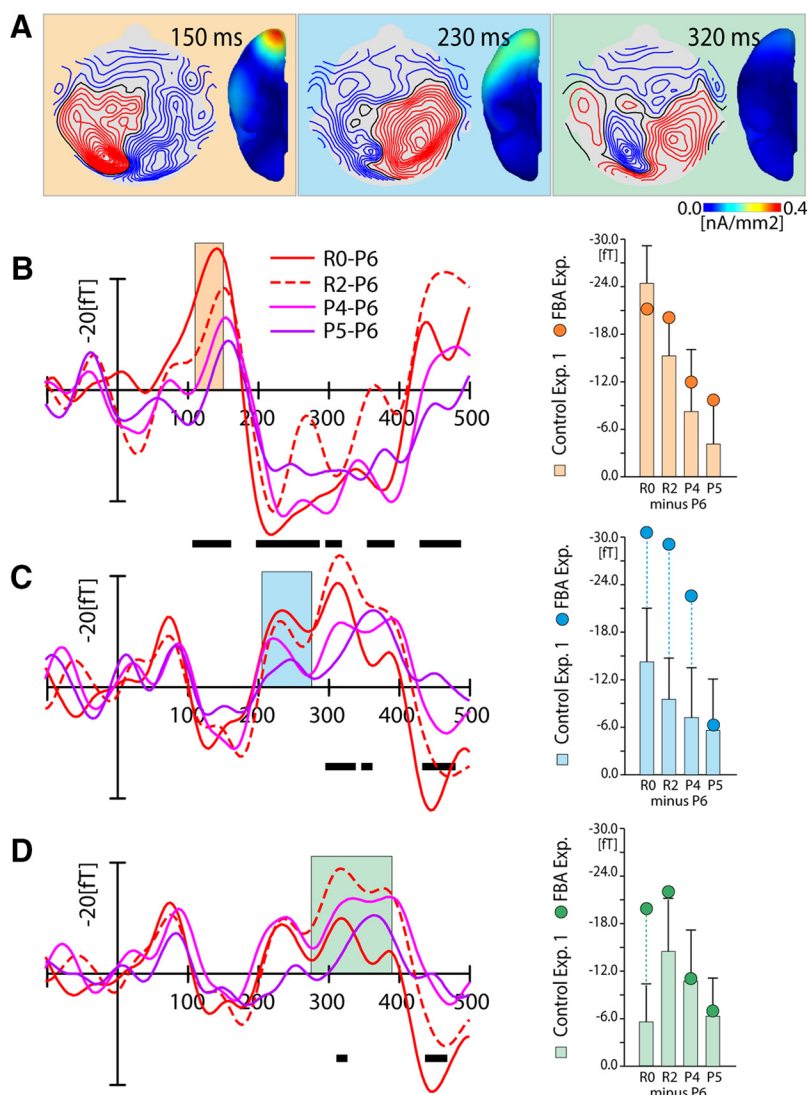 A
150 ms
230 ms
320 ms
0.0
0.4
[nA/mm2]
B
-20[fT]
R0-P6
R2-P6
P4-P6
P5-P6
100 200 300 400 500
Control Exp. 1
FBA Exp.
-30.0
[fT]
-24.0
-18.0
-12.0
-6.0
0.0
R0 R2 P4 P5
minus P6
C
-20[fT]
100 200 300 400 500
Control Exp. 1
FBA Exp.
-30.0
[fT]
-24.0
-18.0
-12.0
-6.0
0.0
R0 R2 P4 P5
minus P6
D
-20[fT]
100 200 300 400 500
Control Exp. 1
FBA Exp.
-30.0
[fT]
-24.0
-18.0
-12.0
-6.0
0.0
R0 R2 P4 P5
minus P6